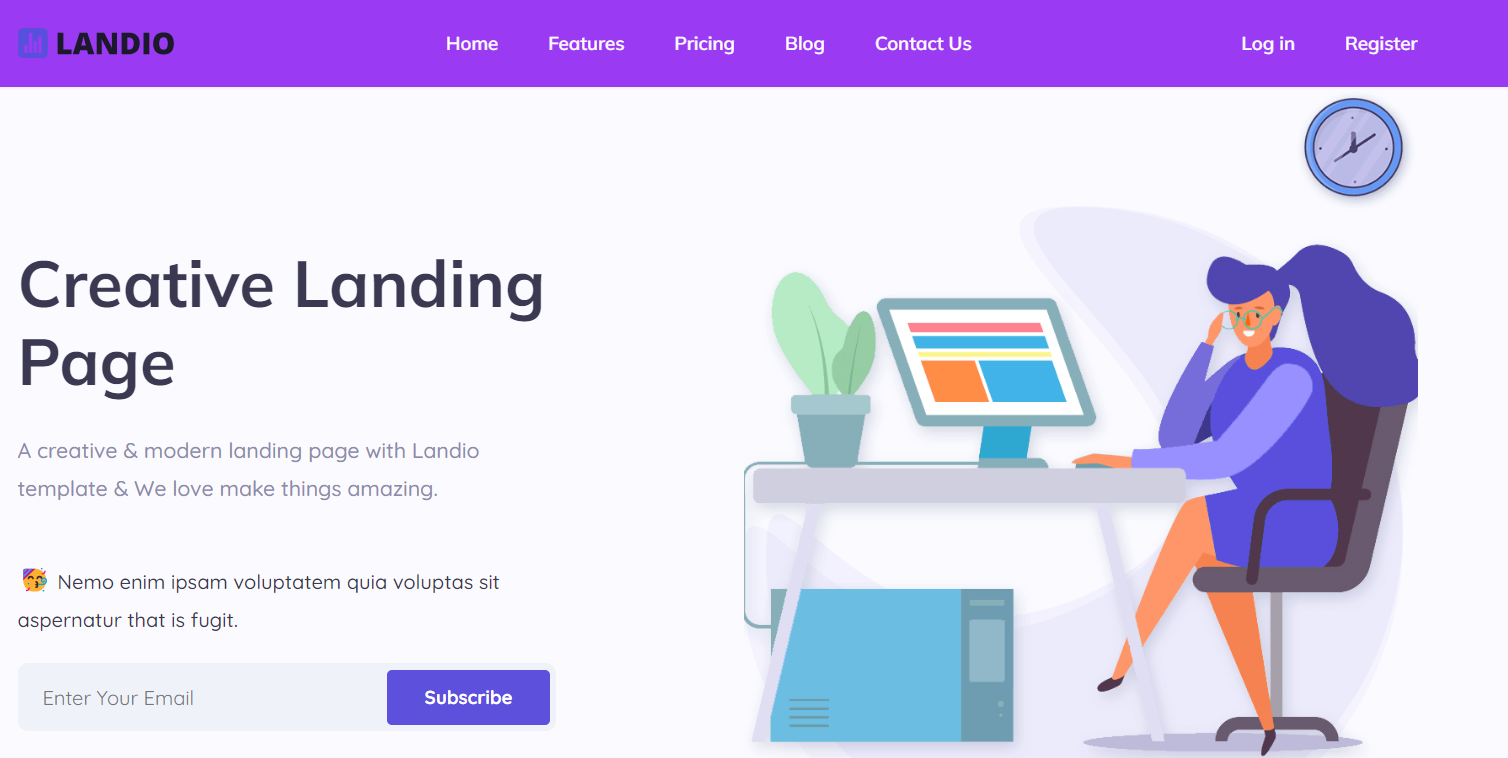 LANDIO
Home Features Pricing Blog Contact Us
Log in Register
Creative Landing
Page
A creative & modern landing page with Landio
template & We love make things amazing.
🥳 Nemo enim ipsam voluptatem quia voluptas sit
aspernatur that is fugit.
Enter Your Email
Subscribe